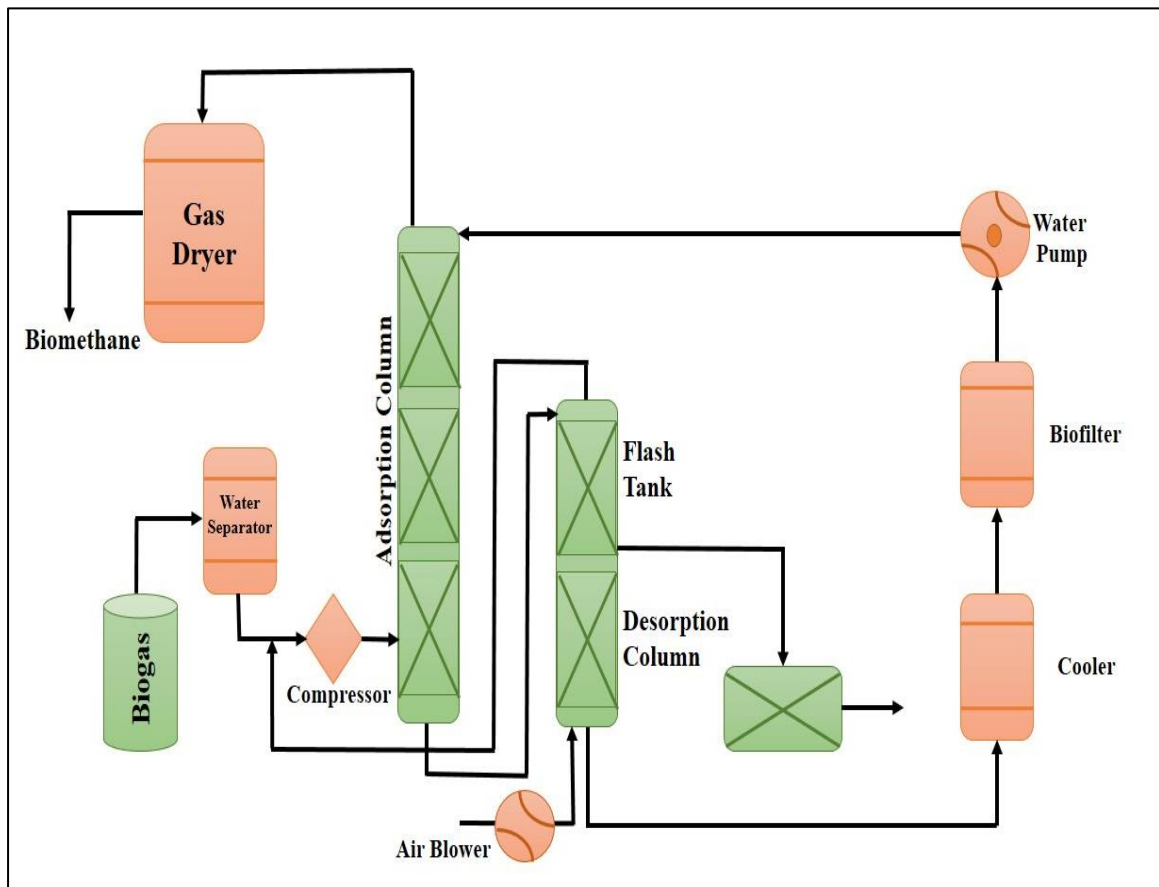 Gas
Dryer
Water
Pump
Biomethane
Adsorption Column
Biofilter
Flash
Tank
Water
Separator
Desorption
Column
Biogas
Compressor
Cooler
Air Blower